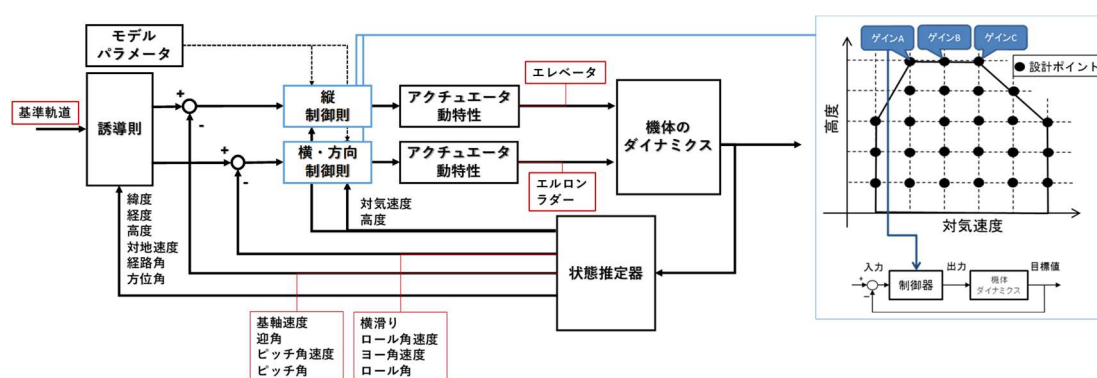 モデル
パラメータ
基準軌道
誘導則
+
-
+
-
縦
制御則
横・方向
制御則
アクチュエータ
動特性
アクチュエータ
動特性
エレベータ
エルロン
ラダー
機体の
ダイナミクス
対気速度
高度
緯度
経度
高度
対地速度
経路角
方位角
状態推定器
基軸速度
迎角
ピッチ角速度
ピッチ角
横滑り
ロール角速度
ヨー角速度
ロール角
ゲインA
ゲインB
ゲインC
設計ポイント
高度
対気速度
入力
+
−
制御器
出力
機体
ダイナミクス
目標値